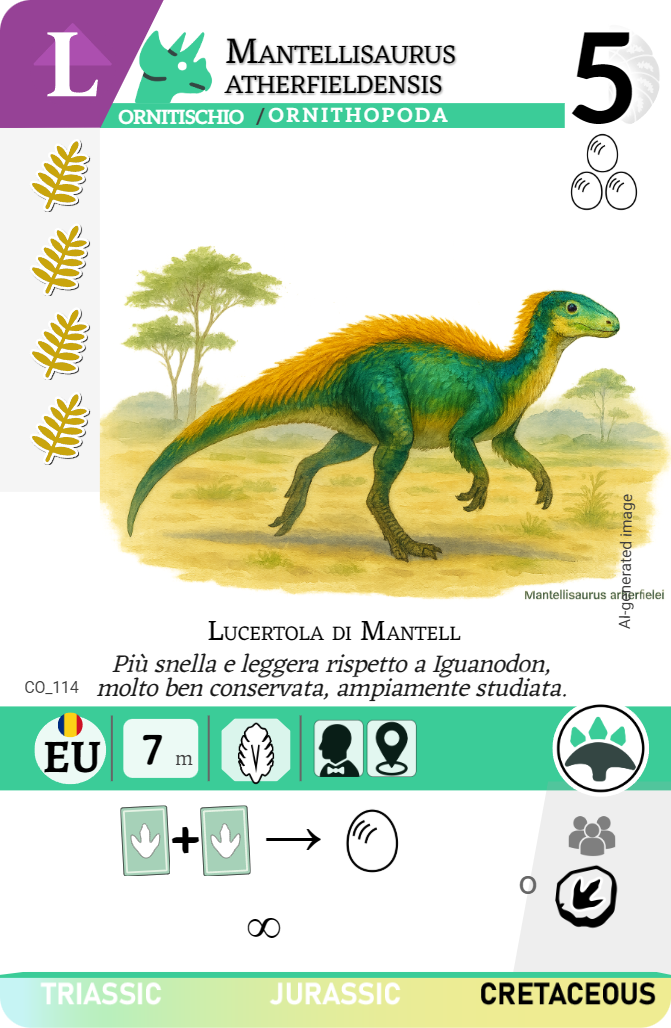 L
MANTELLISAURUS
ATHERFIELDENSIS
5
ORNITISCHIO / ORNITHOPODA
AI-generated image
Mantellisaurus atherfielei
LUCERTOLA DI MANTELL
Più snella e leggera rispetto a Iguanodon,
CO_114
molto ben conservata, ampiamente studiata.
EU
7 m
+ →
O
∞
TRIASSIC JURASSIC CRETACEOUS